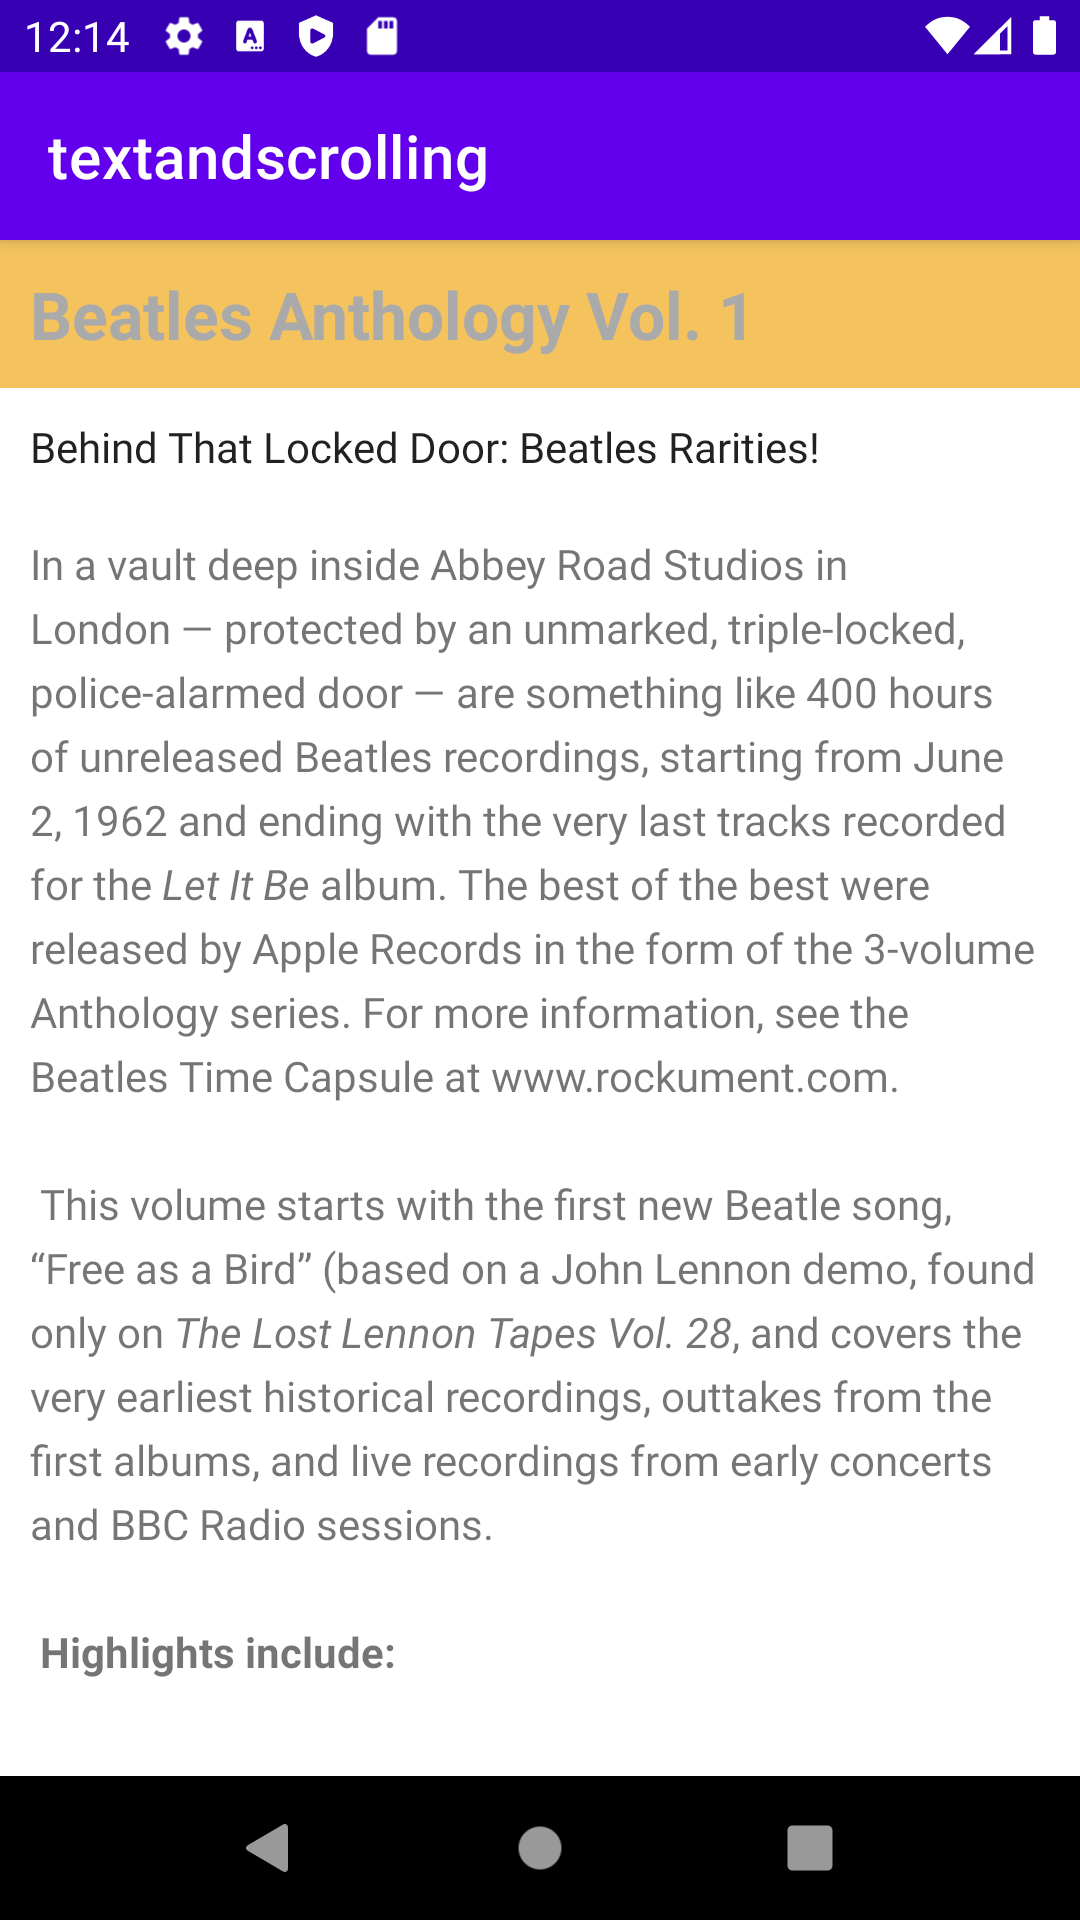 12:14
textandscrolling
Beatles Anthology Vol. 1
Behind That Locked Door: Beatles Rarities!
In a vault deep inside Abbey Road Studios in
London — protected by an unmarked, triple-locked,
police-alarmed door — are something like 400 hours
of unreleased Beatles recordings, starting from June
2, 1962 and ending with the very last tracks recorded
for the Let It Be album. The best of the best were
released by Apple Records in the form of the 3-volume
Anthology series. For more information, see the
Beatles Time Capsule at www.rockument.com.
This volume starts with the first new Beatle song,
“Free as a Bird” (based on a John Lennon demo, found
only on The Lost Lennon Tapes Vol. 28, and covers the
very earliest historical recordings, outtakes from the
first albums, and live recordings from early concerts
and BBC Radio sessions.
Highlights include: